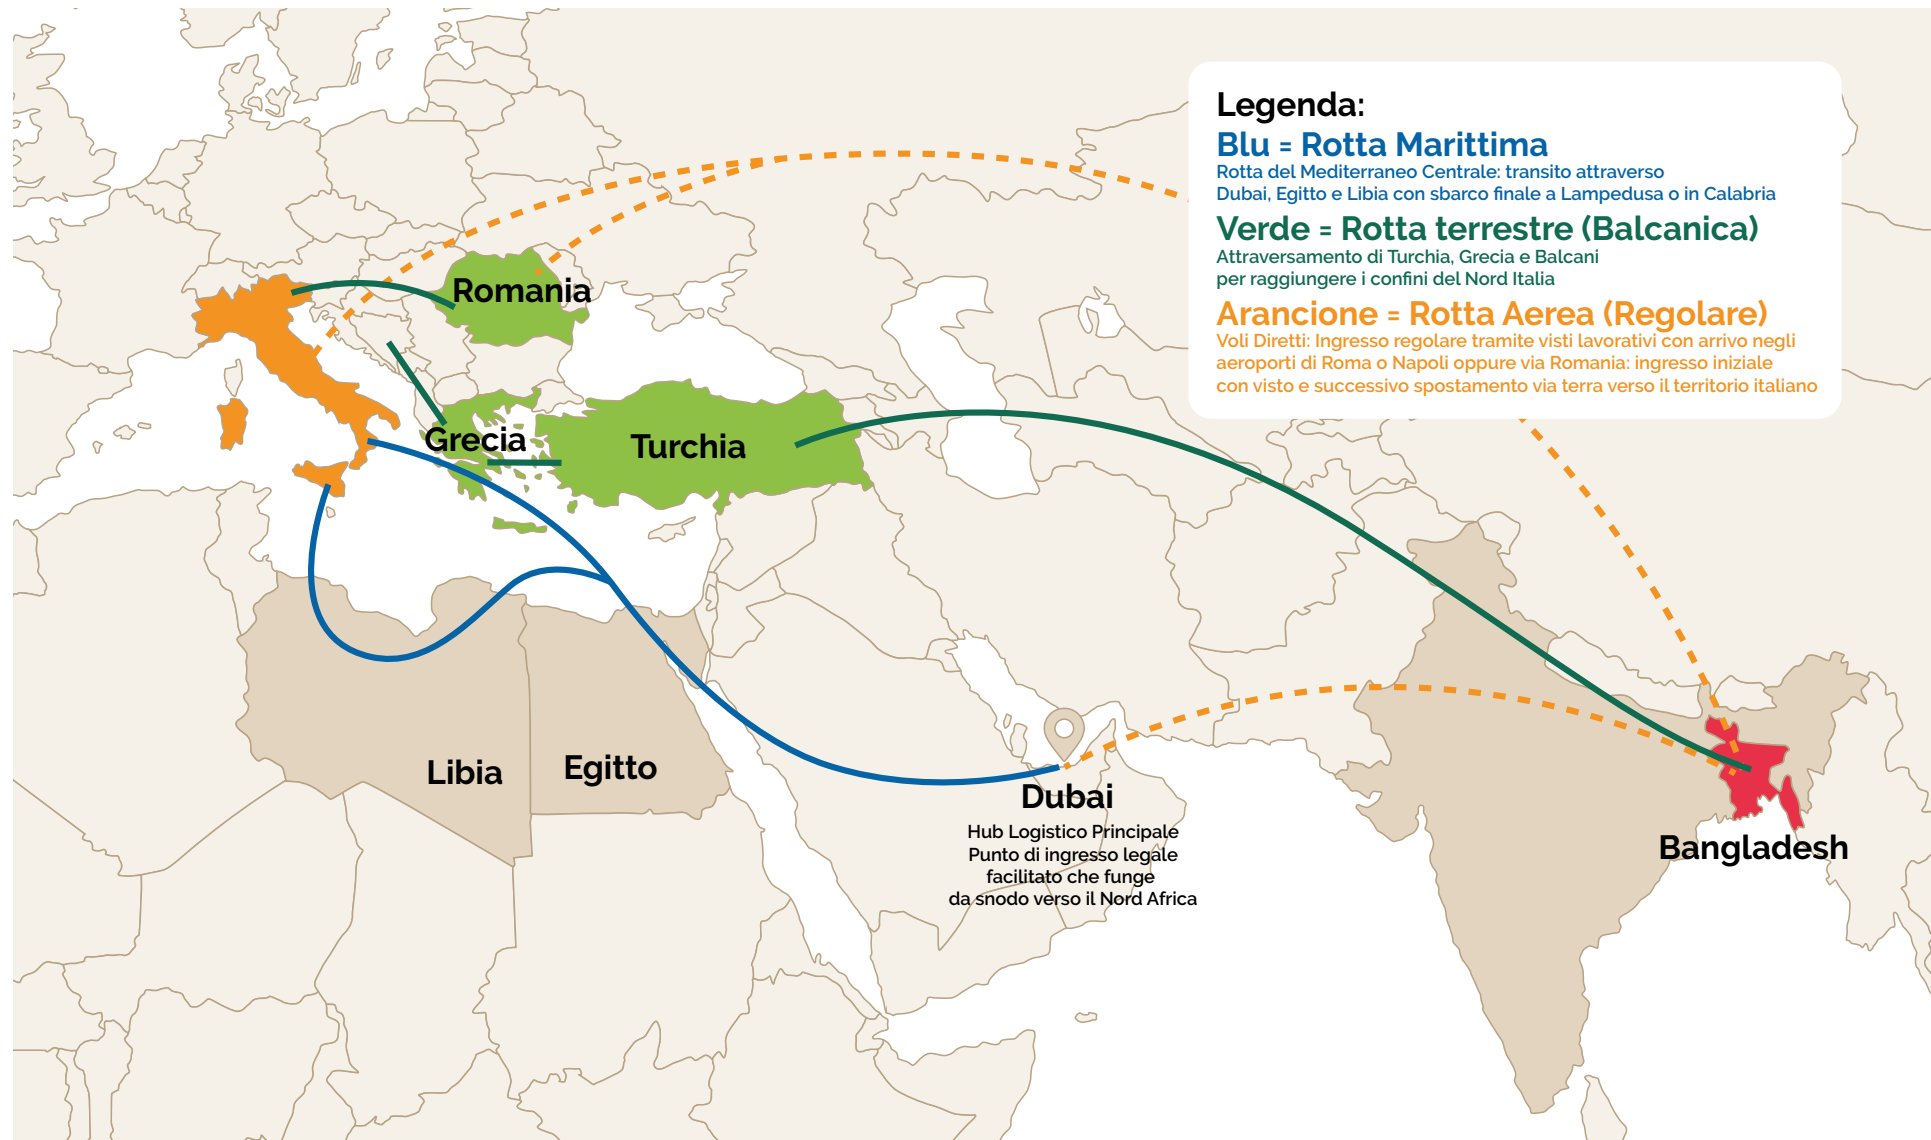 Legenda:
Blu = Rotta Marittima
Rotta del Mediterraneo Centrale: transito attraverso
Dubai, Egitto e Libia con sbarco finale a Lampedusa o in Calabria
Verde = Rotta terrestre (Balcanica)
Attraversamento di Turchia, Grecia e Balcani
per raggiungere i confini del Nord Italia
Arancione = Rotta Aerea (Regolare)
Voli Diretti: Ingresso regolare tramite visti lavorativi con arrivo negli
aeroporti di Roma o Napoli oppure via Romania: ingresso iniziale
con visto e successivo spostamento via terra verso il territorio italiano
Romania
Grecia
Turchia
Libia
Egitto
Dubai
Hub Logistico Principale
Punto di ingresso legale
facilitato che funge
da snodo verso il Nord Africa
Bangladesh